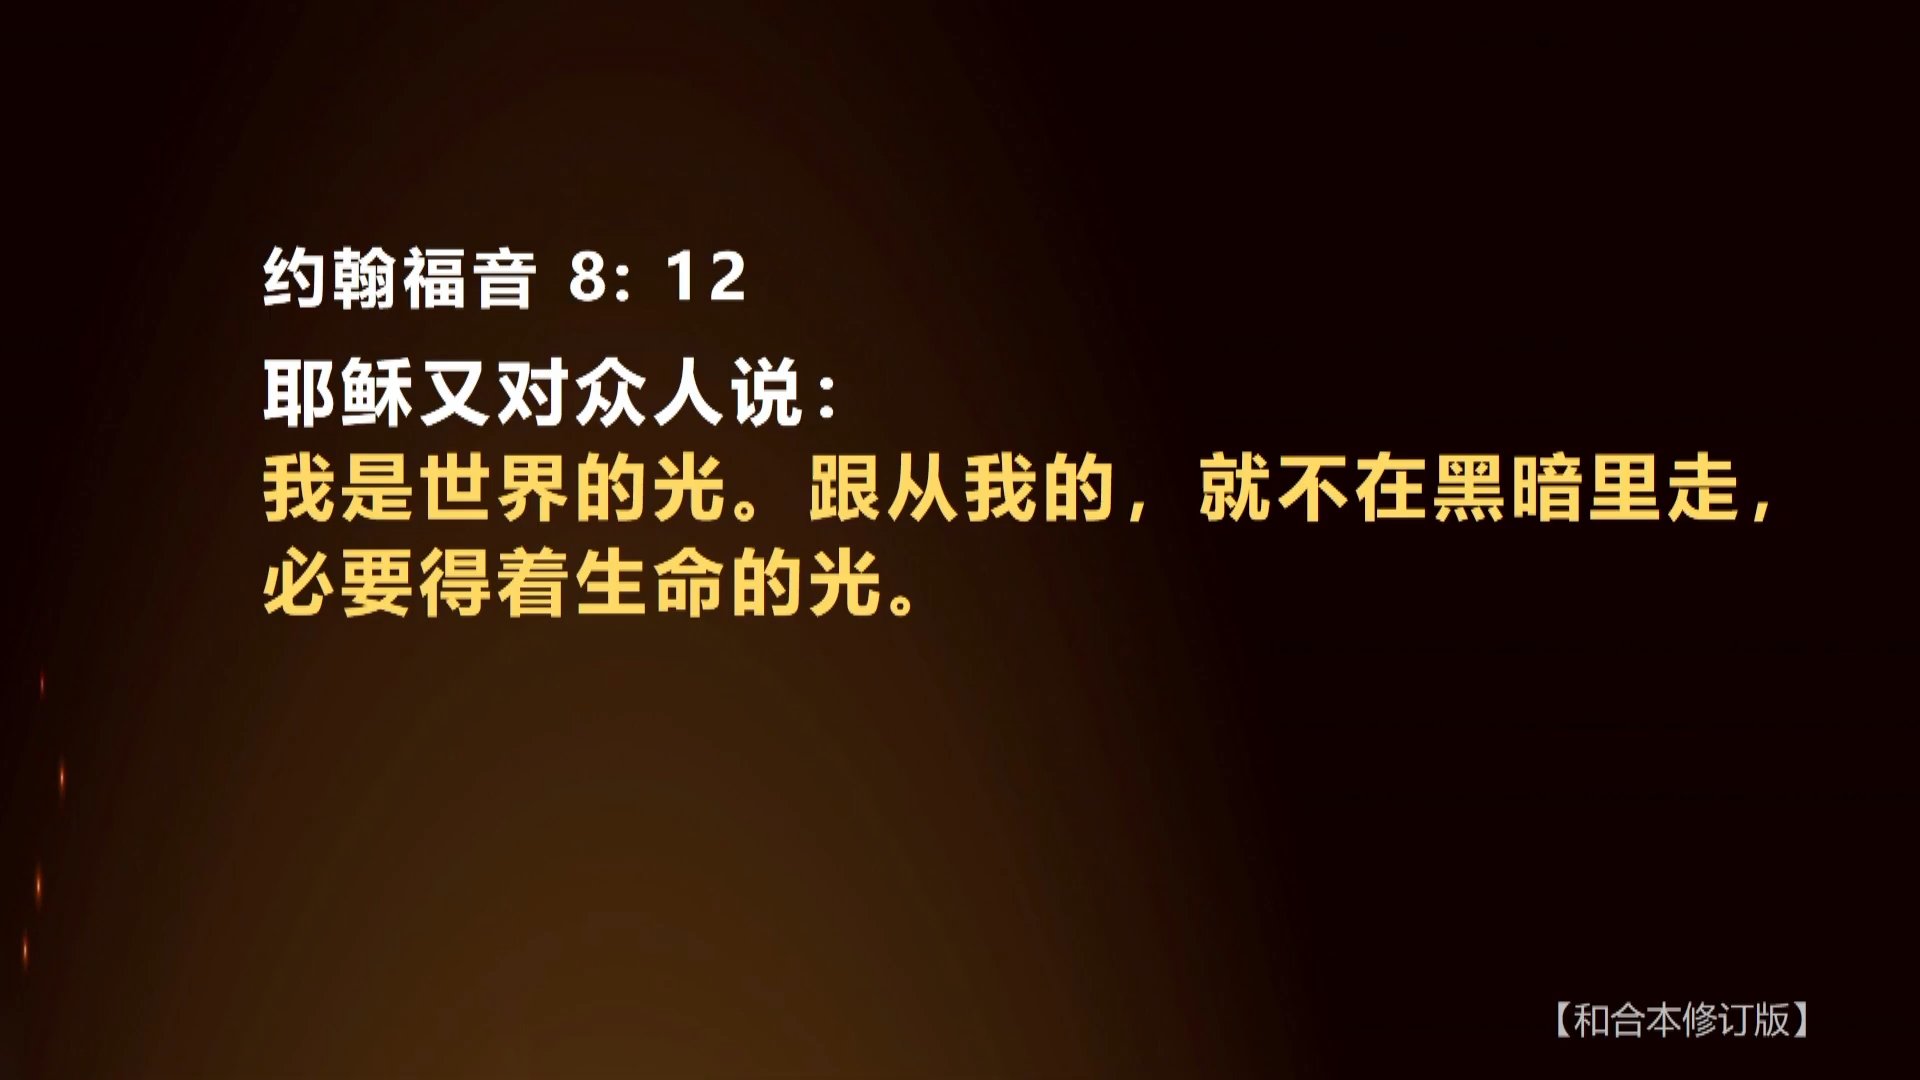 约翰福音 8：12
耶稣又对众人说：
我是世界的光。跟从我的，就不在黑暗里走，
必要得着生命的光。
【和合本修订版】